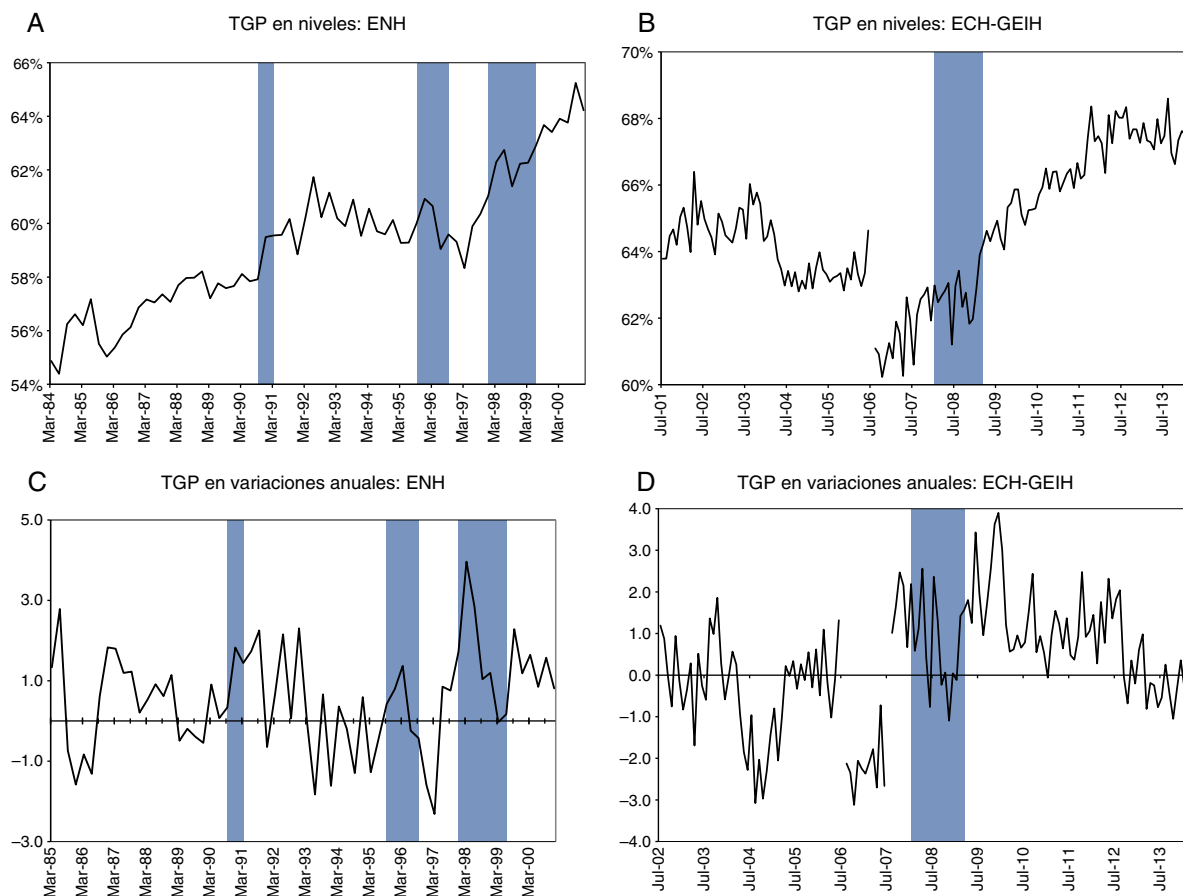 A
TGP en niveles: ENH
66%
64%
62%
60%
58%
56%
54%
Mar-84
Mar-85
Mar-86
Mar-87
Mar-88
Mar-89
Mar-90
Mar-91
Mar-92
Mar-93
Mar-94
Mar-95
Mar-96
Mar-97
Mar-98
Mar-99
Mar-00
B
TGP en niveles: ECH-GEIH
70%
68%
66%
64%
62%
60%
Jul-01
Jul-02
Jul-03
Jul-04
Jul-05
Jul-06
Jul-07
Jul-08
Jul-09
Jul-10
Jul-11
Jul-12
Jul-13
C
TGP en variaciones anuales: ENH
5.0
3.0
1.0
–1.0
–3.0
Mar-85
Mar-86
Mar-87
Mar-88
Mar-89
Mar-90
Mar-91
Mar-92
Mar-93
Mar-94
Mar-95
Mar-96
Mar-97
Mar-98
Mar-99
Mar-00
D
TGP en variaciones anuales: ECH-GEIH
4.0
3.0
2.0
1.0
0.0
–1.0
–2.0
–3.0
–4.0
Jul-02
Jul-03
Jul-04
Jul-05
Jul-06
Jul-07
Jul-08
Jul-09
Jul-10
Jul-11
Jul-12
Jul-13